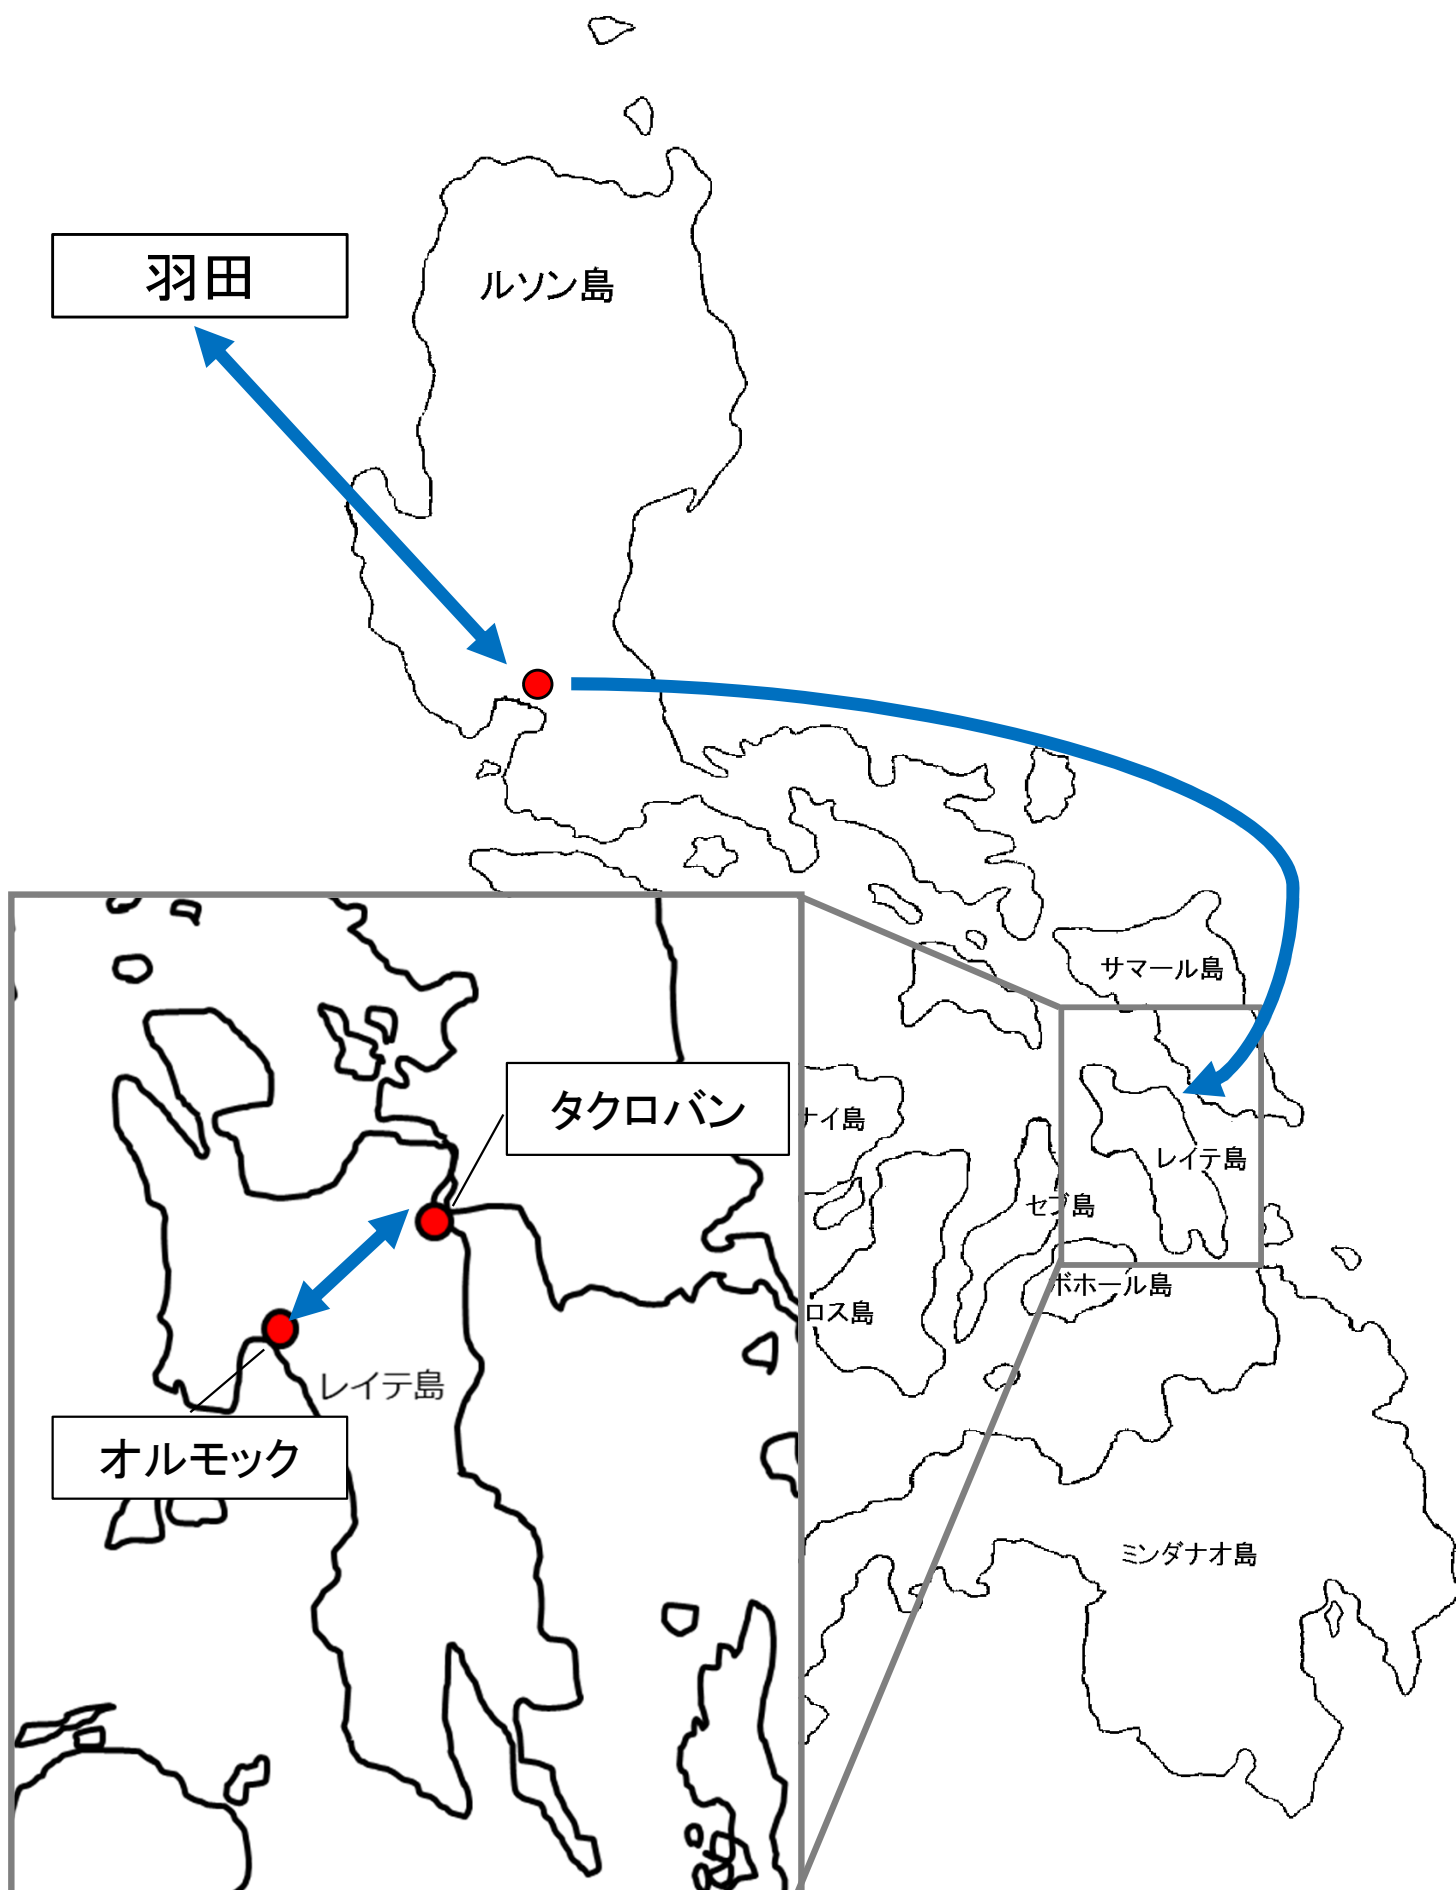 羽田
ルソン島
サマール島
タクロバン
ナイ島
レイテ島
セブ島
ボホール島
ロス島
レイテ島
オルモック
ミンダナオ島